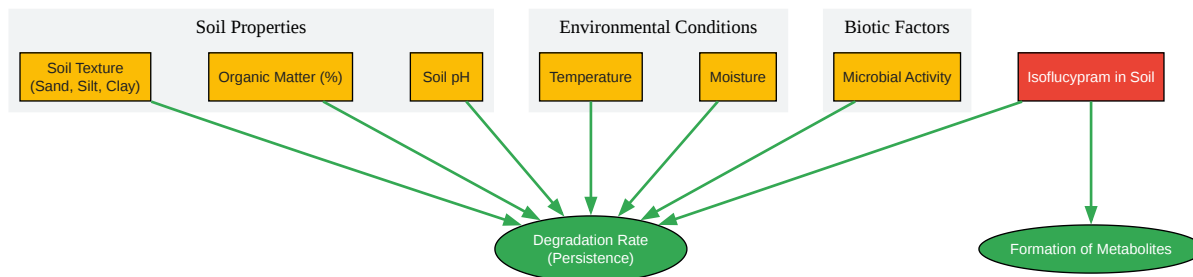 Soil Properties
Environmental Conditions
Biotic Factors
Soil Texture
(Sand, Silt, Clay)
Organic Matter (%)
Soil pH
Temperature
Moisture
Microbial Activity
Isoflucypram in Soil
Degradation Rate
(Persistence)
Formation of Metabolites